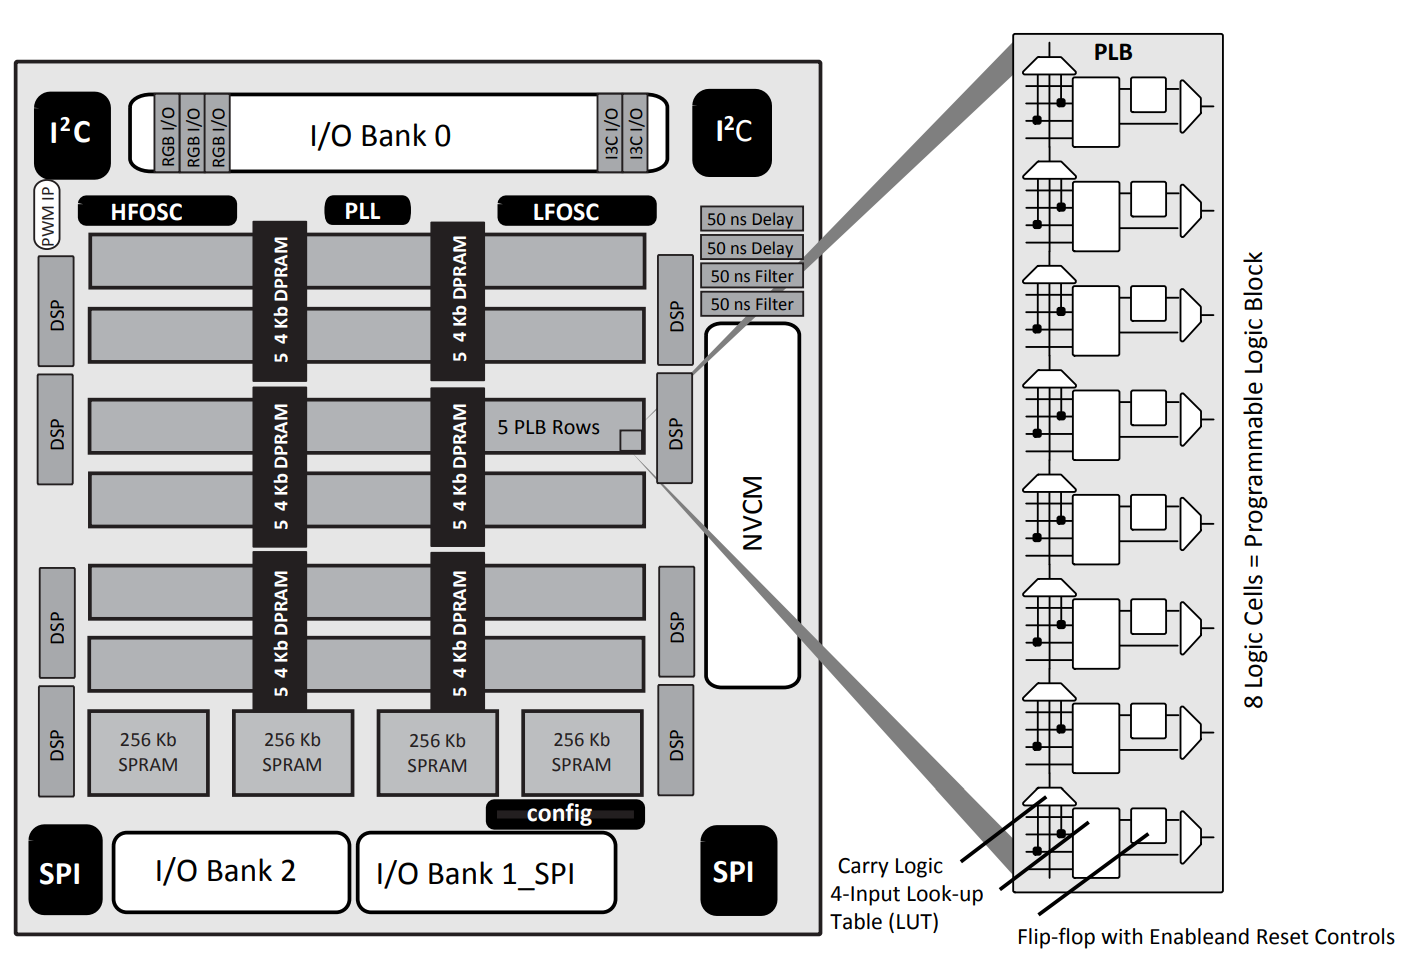 PLB
I²C
RGB I/O
RGB I/O
RGB I/O
I/O Bank 0
I3C I/O
I3C I/O
I²C
PWM IP
HFOSC
PLL
LFOSC
50 ns Delay
50 ns Delay
50 ns Filter
50 ns Filter
DSP
5 4 Kb DPRAM
5 4 Kb DPRAM
DSP
DSP
5 4 Kb DPRAM
5 4 Kb DPRAM
5 PLB Rows
DSP
NVCM
DSP
5 4 Kb DPRAM
5 4 Kb DPRAM
DSP
DSP
256 Kb
SPRAM
256 Kb
SPRAM
256 Kb
SPRAM
256 Kb
SPRAM
DSP
config
SPI
I/O Bank 2
I/O Bank 1_SPI
SPI
8 Logic Cells = Programmable Logic Block
Carry Logic
4-Input Look-up
Table (LUT)
Flip-flop with Enableand Reset Controls